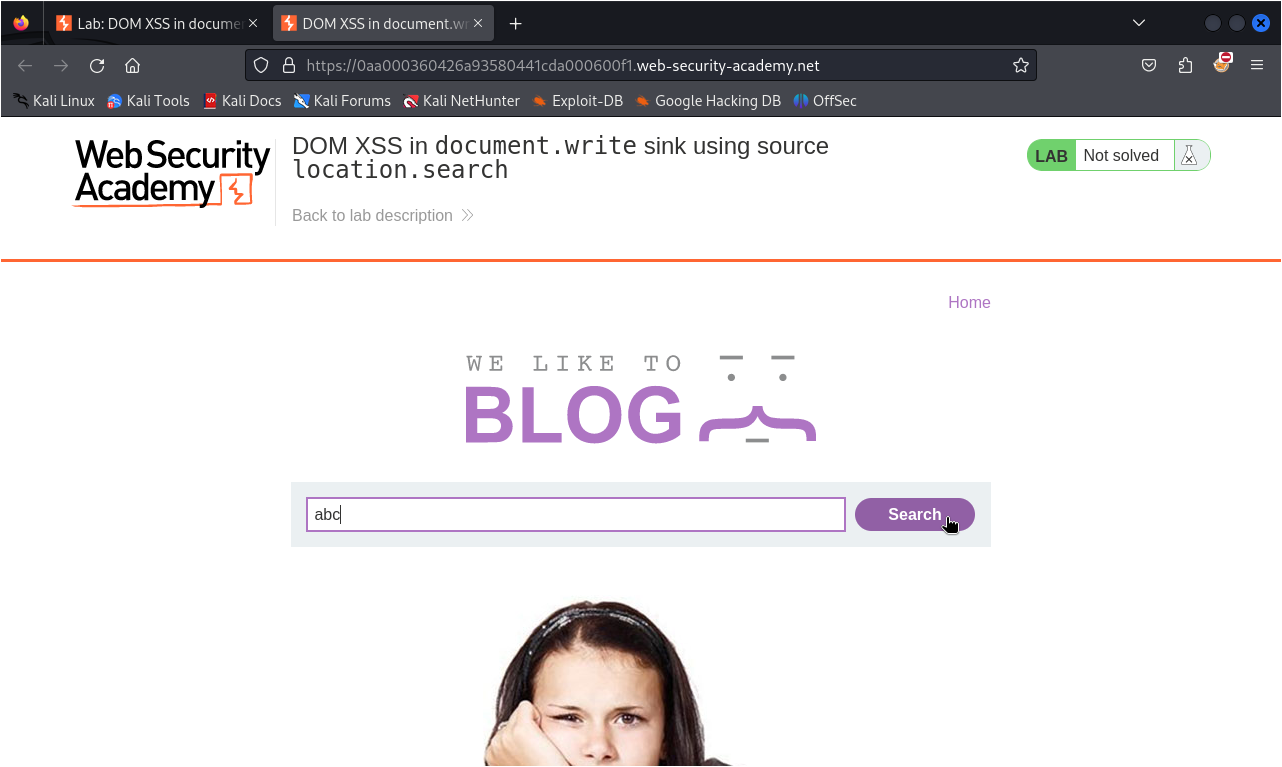 Lab: DOM XSS in docume
DOM XSS in document.wr
https://0aa000360426a93580441cda000600f1.web-security-academy.net
Kali Linux
Kali Tools
Kali Docs
Kali Forums
Kali NetHunter
Exploit-DB
Google Hacking DB
OffSec
Web Security
Academy
DOM XSS in document.write sink using source
location.search
Back to lab description
LAB
Not solved
Home
WE LIKE TO
BLOG
abc
Search